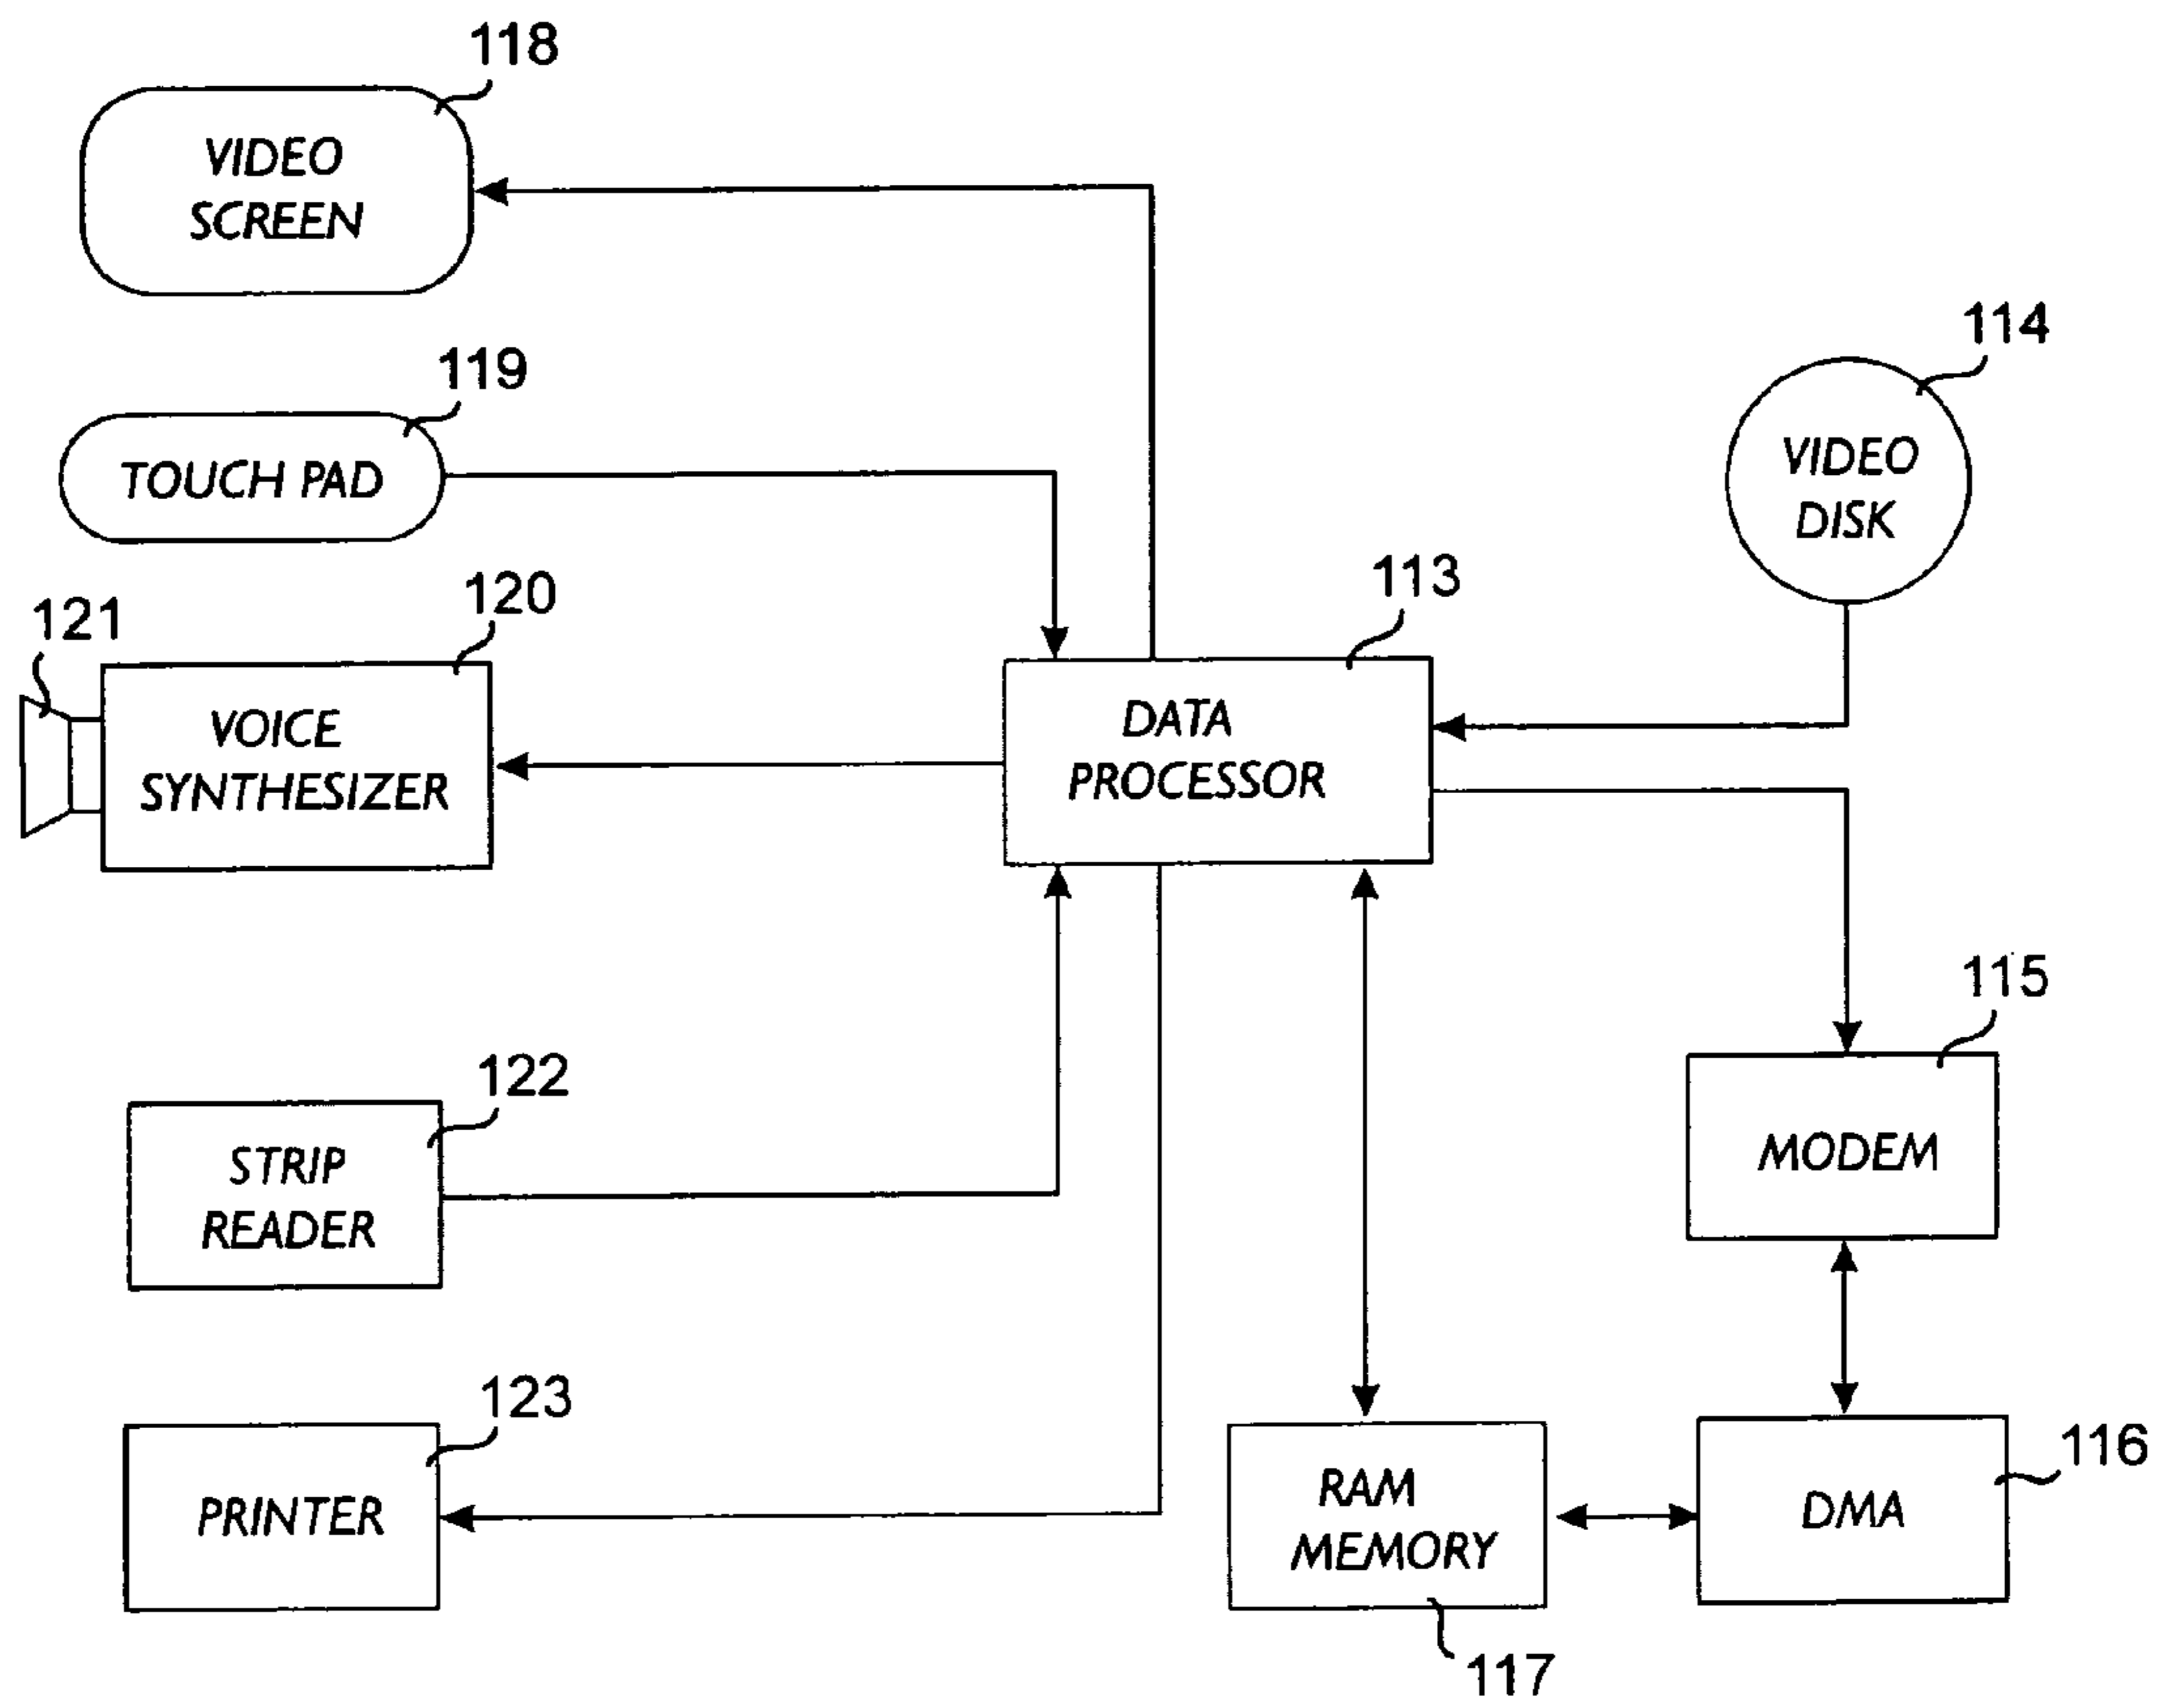 118
VIDEO
SCREEN
119
TOUCH PAD
114
VIDEO
DISK
121
120
VOICE
SYNTHESIZER
113
DATA
PROCESSOR
122
STRIP
READER
115
MODEM
123
PRINTER
RAM
MEMORY
117
116
DMA